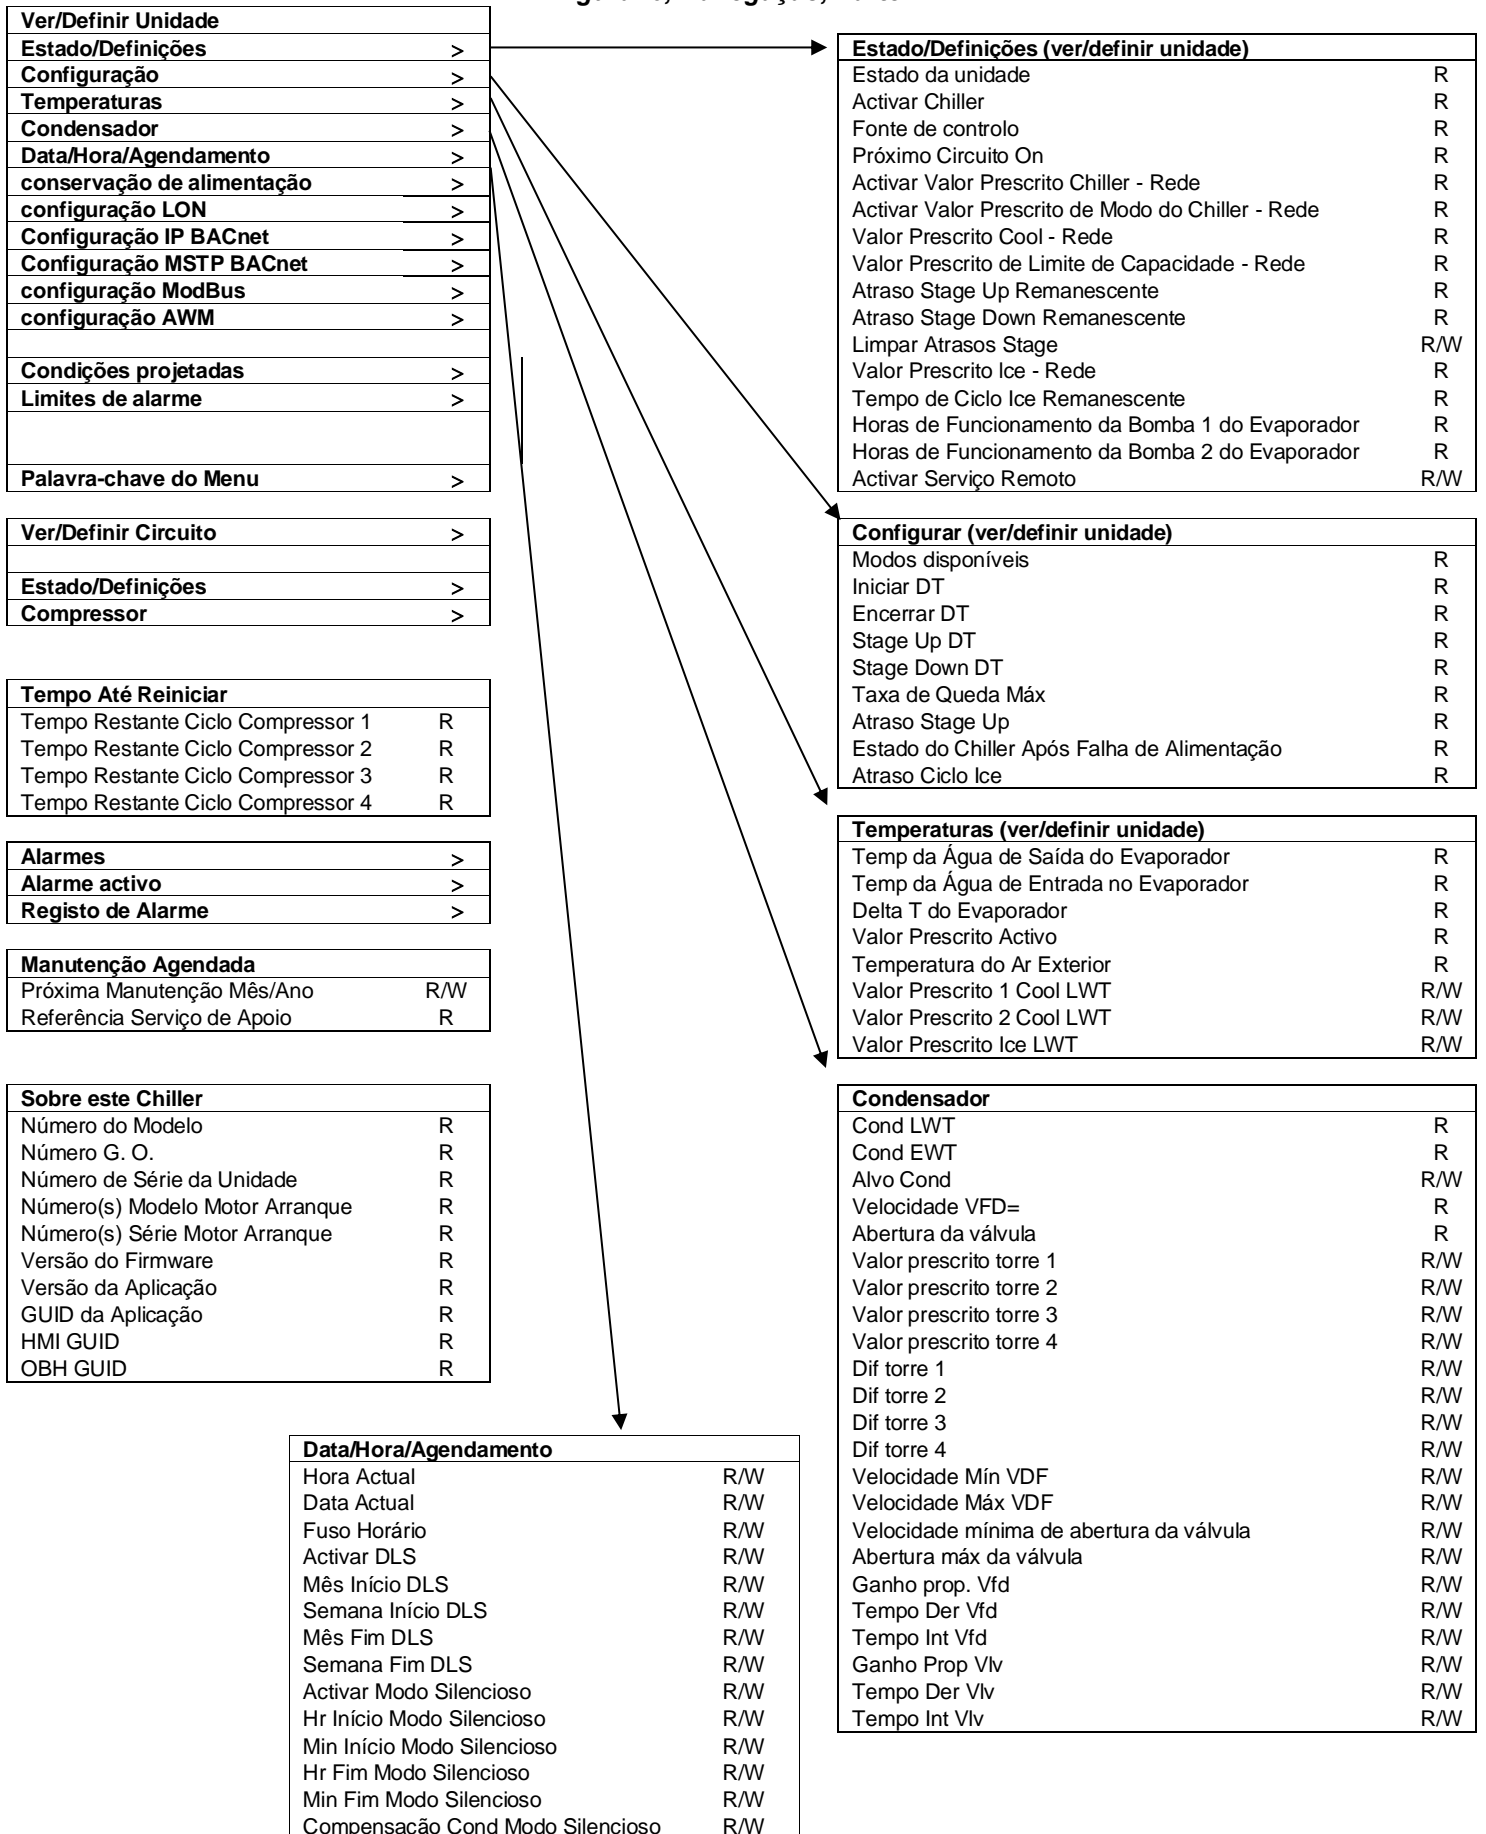 Ver/Definir Unidade
Estado/Definições >
Configuração >
Temperaturas >
Condensador >
Data/Hora/Agendamento >
conservação de alimentação >
configuração LON >
Configuração IP BACnet >
Configuração MSTP BACnet >
configuração ModBus >
configuração AWM >
Condições projetadas >
Limites de alarme >
Palavra-chave do Menu >
Ver/Definir Circuito >
Estado/Definições >
Compressor >
Tempo Até Reiniciar
Tempo Restante Ciclo Compressor 1 R
Tempo Restante Ciclo Compressor 2 R
Tempo Restante Ciclo Compressor 3 R
Tempo Restante Ciclo Compressor 4 R
Alarmes >
Alarme activo >
Registo de Alarme >
Manutenção Agendada
Próxima Manutenção Mês/Ano R/W
Referência Serviço de Apoio R
Sobre este Chiller
Número do Modelo R
Número G. O. R
Número de Série da Unidade R
Número(s) Modelo Motor Arranque R
Número(s) Série Motor Arranque R
Versão do Firmware R
Versão da Aplicação R
GUID da Aplicação R
HMI GUID R
OBH GUID R
Estado/Definições (ver/definir unidade)
Estado da unidade R
Activar Chiller R
Fonte de controlo R
Próximo Circuito On R
Activar Valor Prescrito Chiller - Rede R
Activar Valor Prescrito de Modo do Chiller - Rede R
Valor Prescrito Cool - Rede R
Valor Prescrito de Limite de Capacidade - Rede R
Atraso Stage Up Remanescente R
Atraso Stage Down Remanescente R
Limpar Atrasos Stage R/W
Valor Prescrito Ice - Rede R
Tempo de Ciclo Ice Remanescente R
Horas de Funcionamento da Bomba 1 do Evaporador R
Horas de Funcionamento da Bomba 2 do Evaporador R
Activar Serviço Remoto R/W
Configurar (ver/definir unidade)
Modos disponíveis R
Iniciar DT R
Encerrar DT R
Stage Up DT R
Stage Down DT R
Taxa de Queda Máx R
Atraso Stage Up R
Estado do Chiller Após Falha de Alimentação R
Atraso Ciclo Ice R
Temperaturas (ver/definir unidade)
Temp da Água de Saída do Evaporador R
Temp da Água de Entrada no Evaporador R
Delta T do Evaporador R
Valor Prescrito Activo R
Temperatura do Ar Exterior R
Valor Prescrito 1 Cool LWT R/W
Valor Prescrito 2 Cool LWT R/W
Valor Prescrito Ice LWT R/W
Condensador
Cond LWT R
Cond EWT R
Alvo Cond R/W
Velocidade VFD= R
Abertura da válvula R
Valor prescrito torre 1 R/W
Valor prescrito torre 2 R/W
Valor prescrito torre 3 R/W
Valor prescrito torre 4 R/W
Dif torre 1 R/W
Dif torre 2 R/W
Dif torre 3 R/W
Dif torre 4 R/W
Velocidade Mín VDF R/W
Velocidade Máx VDF R/W
Velocidade mínima de abertura da válvula R/W
Abertura máx da válvula R/W
Ganho prop. Vfd R/W
Tempo Der Vfd R/W
Tempo Int Vfd R/W
Ganho Prop Vlv R/W
Tempo Der Vlv R/W
Tempo Int Vlv R/W
Data/Hora/Agendamento
Hora Actual R/W
Data Actual R/W
Fuso Horário R/W
Activar DLS R/W
Mês Início DLS R/W
Semana Início DLS R/W
Mês Fim DLS R/W
Semana Fim DLS R/W
Activar Modo Silencioso R/W
Hr Início Modo Silencioso R/W
Min Início Modo Silencioso R/W
Hr Fim Modo Silencioso R/W
Min Fim Modo Silencioso R/W
Compensação Cond Modo Silencioso R/W